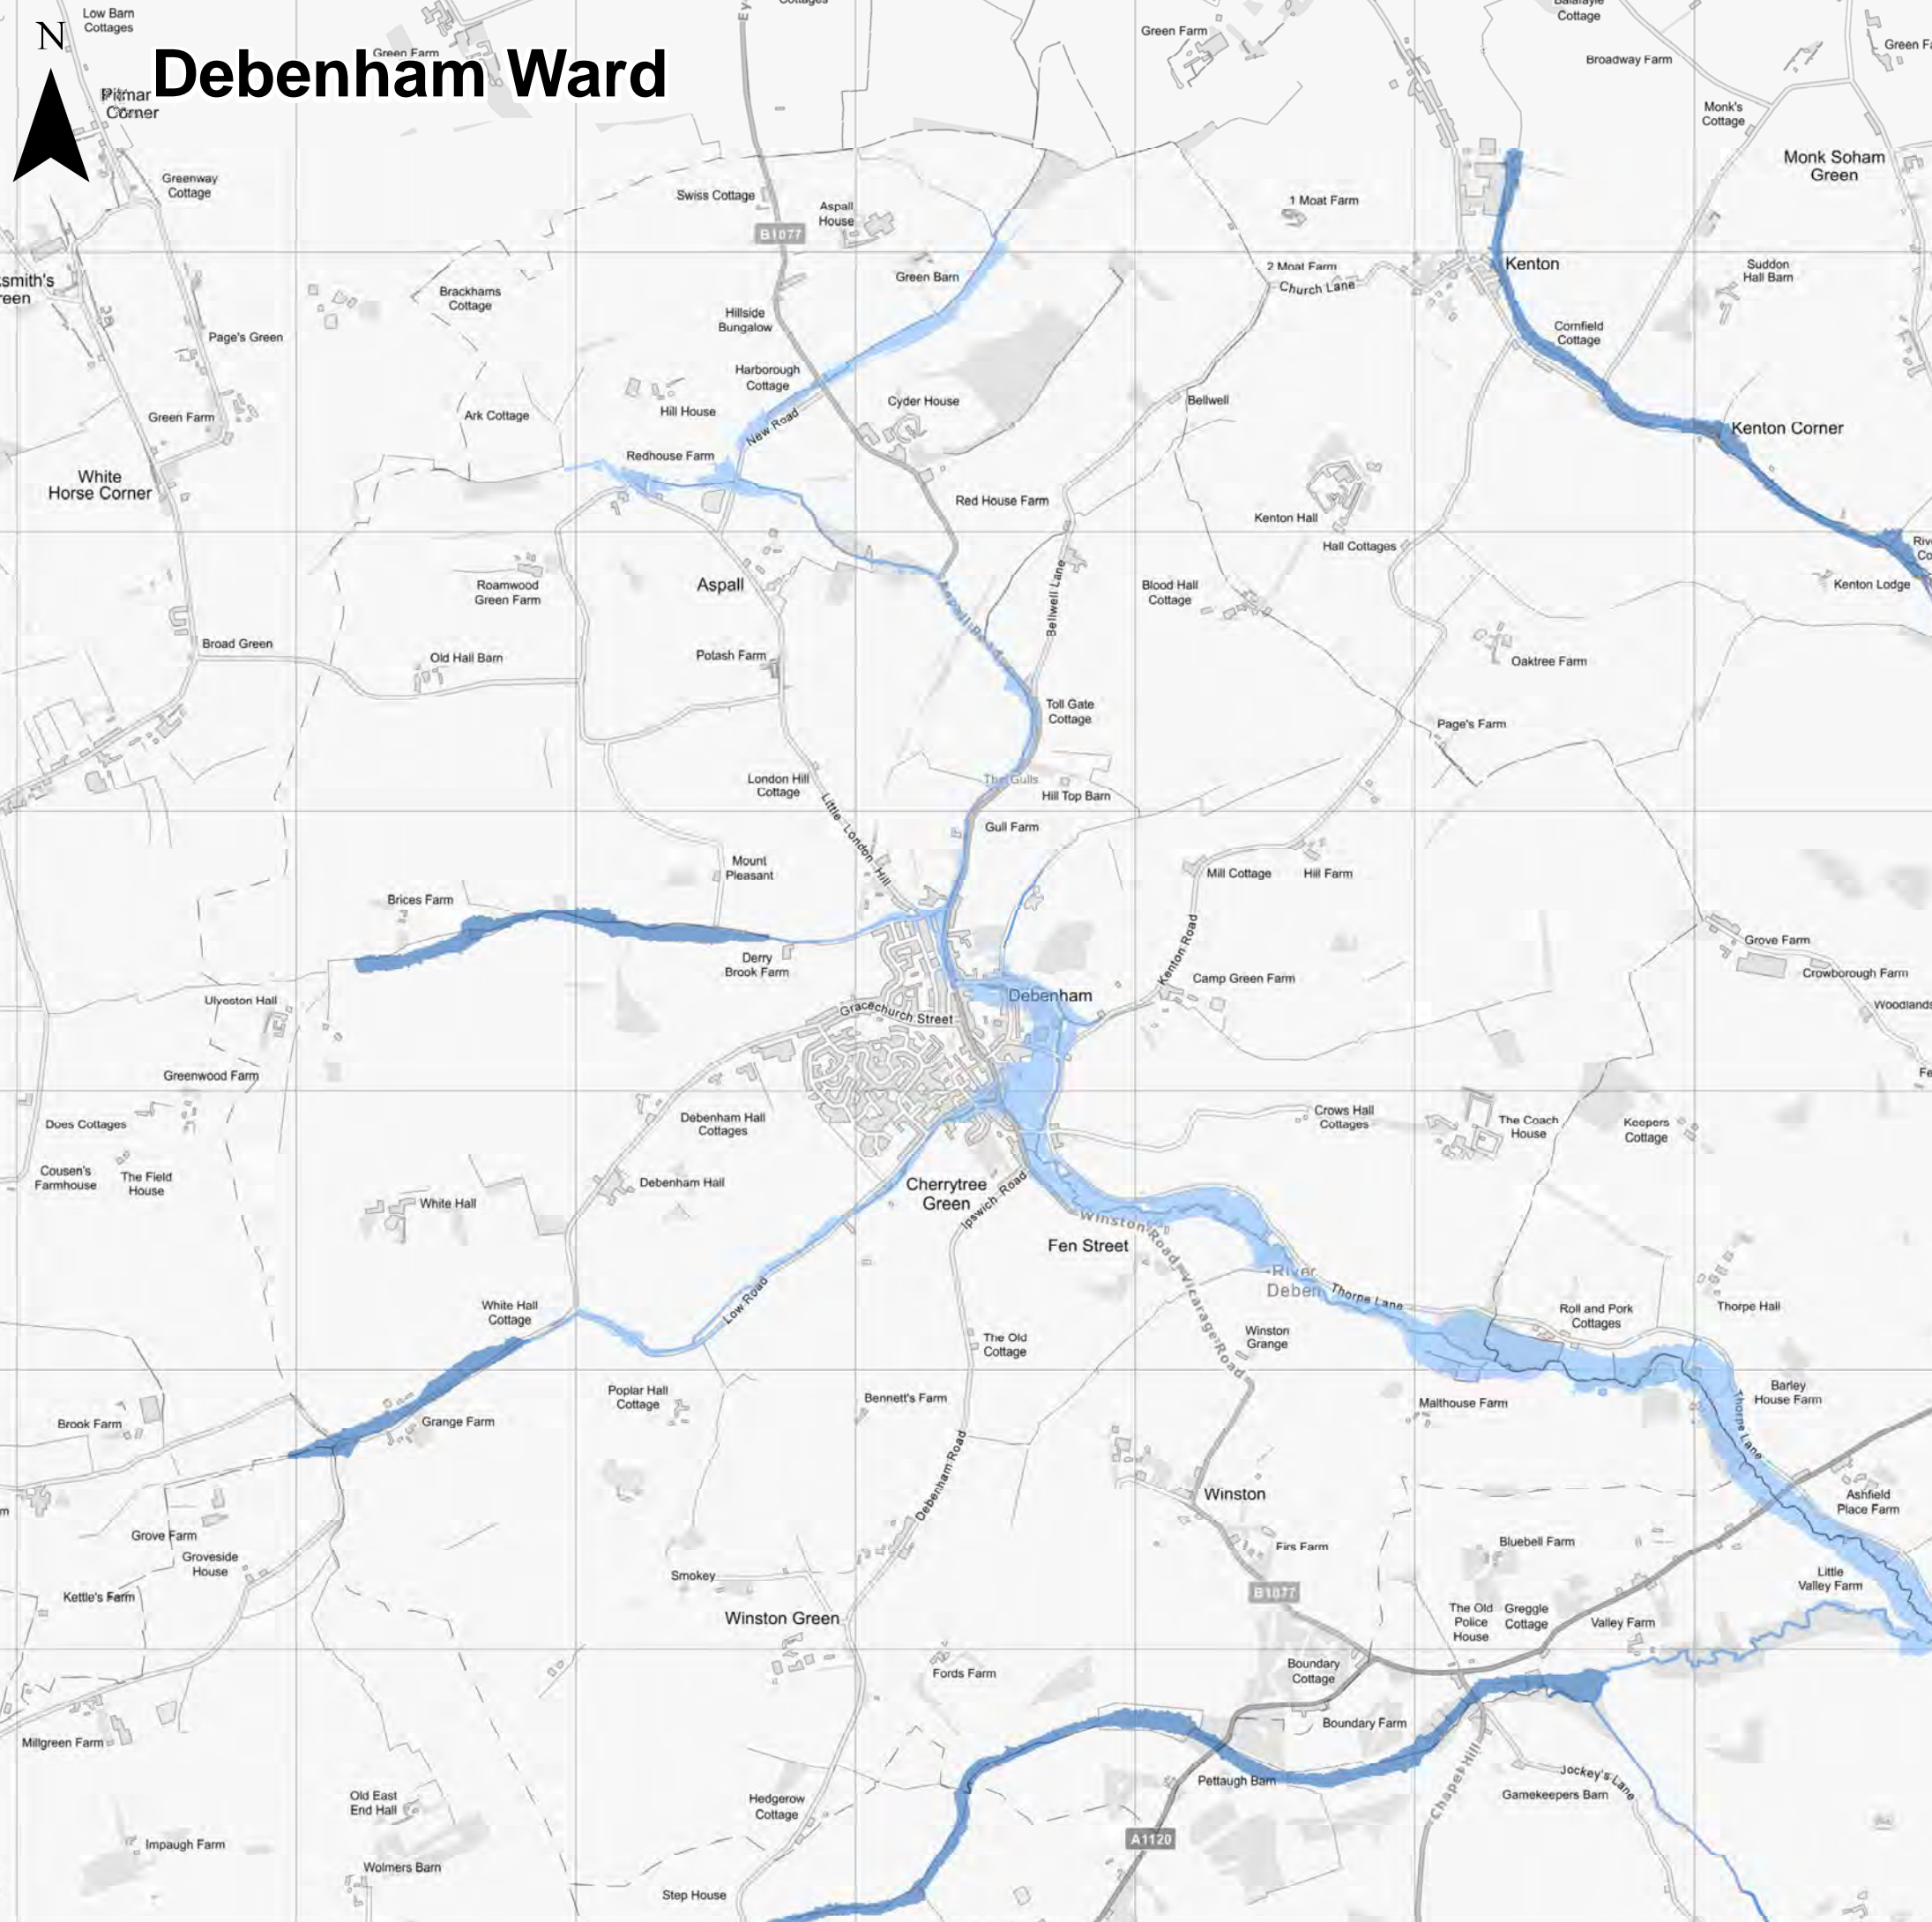 Low Barn
Cottages
Cottages
Cottage
N
Debenham Ward
Green Farm
Green Farm
Broadway Farm
Pitmar
Corner
Monk's
Cottage
Monk Soham
Green
Greenway
Cottage
Swiss Cottage
Aspall
House
1 Moat Farm
B1077
Green Barn
2 Moat Farm
Church Lane
Kenton
Suddon
Hall Barn
Brackhams
Cottage
Hillside
Bungalow
Page's Green
Cornfield
Cottage
Harborough
Cottage
Green Farm
Ark Cottage
Hill House
New Road
Cyder House
Bellwell
Kenton Corner
Redhouse Farm
White
Horse Corner
Red House Farm
Kenton Hall
Hall Cottages
Roamwood
Green Farm
Aspall
Bellwell Lane
Blood Hall
Cottage
Kenton Lodge
Aspall Road
Broad Green
Old Hall Barn
Potash Farm
Oaktree Farm
Toll Gate
Cottage
Page's Farm
London Hill
Cottage
The Gulls
Hill Top Barn
Little London Hill
Gull Farm
Mount
Pleasant
Mill Cottage
Hill Farm
Brices Farm
Kenton Road
Grove Farm
Derry
Brook Farm
Crowborough Farm
Camp Green Farm
Debenham
Ulveston Hall
Gracechurch Street
Woodlands
Greenwood Farm
Does Cottages
Debenham Hall
Cottages
Crows Hall
Cottages
The Coach
House
Keepers
Cottage
Cousen's
Farmhouse
The Field
House
White Hall
Debenham Hall
Cherrytree
Green
Ipswich Road
Winston Road
Fen Street
River
Deben
Vicarage Road
Thorpe Lane
Low Road
White Hall
Cottage
Roll and Pork
Cottages
Thorpe Hall
The Old
Cottage
Winston
Grange
Poplar Hall
Cottage
Bennett's Farm
Malthouse Farm
Barley
House Farm
Thorpe Lane
Brook Farm
Grange Farm
Debenham Road
Winston
Ashfield
Place Farm
Grove Farm
Groveside
House
Firs Farm
Bluebell Farm
Smokey
Little
Valley Farm
Kettle's Farm
B1077
Winston Green
The Old
Police
House
Greggle
Cottage
Valley Farm
Fords Farm
Boundary
Cottage
Millgreen Farm
Boundary Farm
Pettaugh Barn
Chapel Hill
Jockey's Lane
Gamekeepers Barn
Old East
End Hall
Hedgerow
Cottage
Impaugh Farm
A1120
Wolmers Barn
Step House